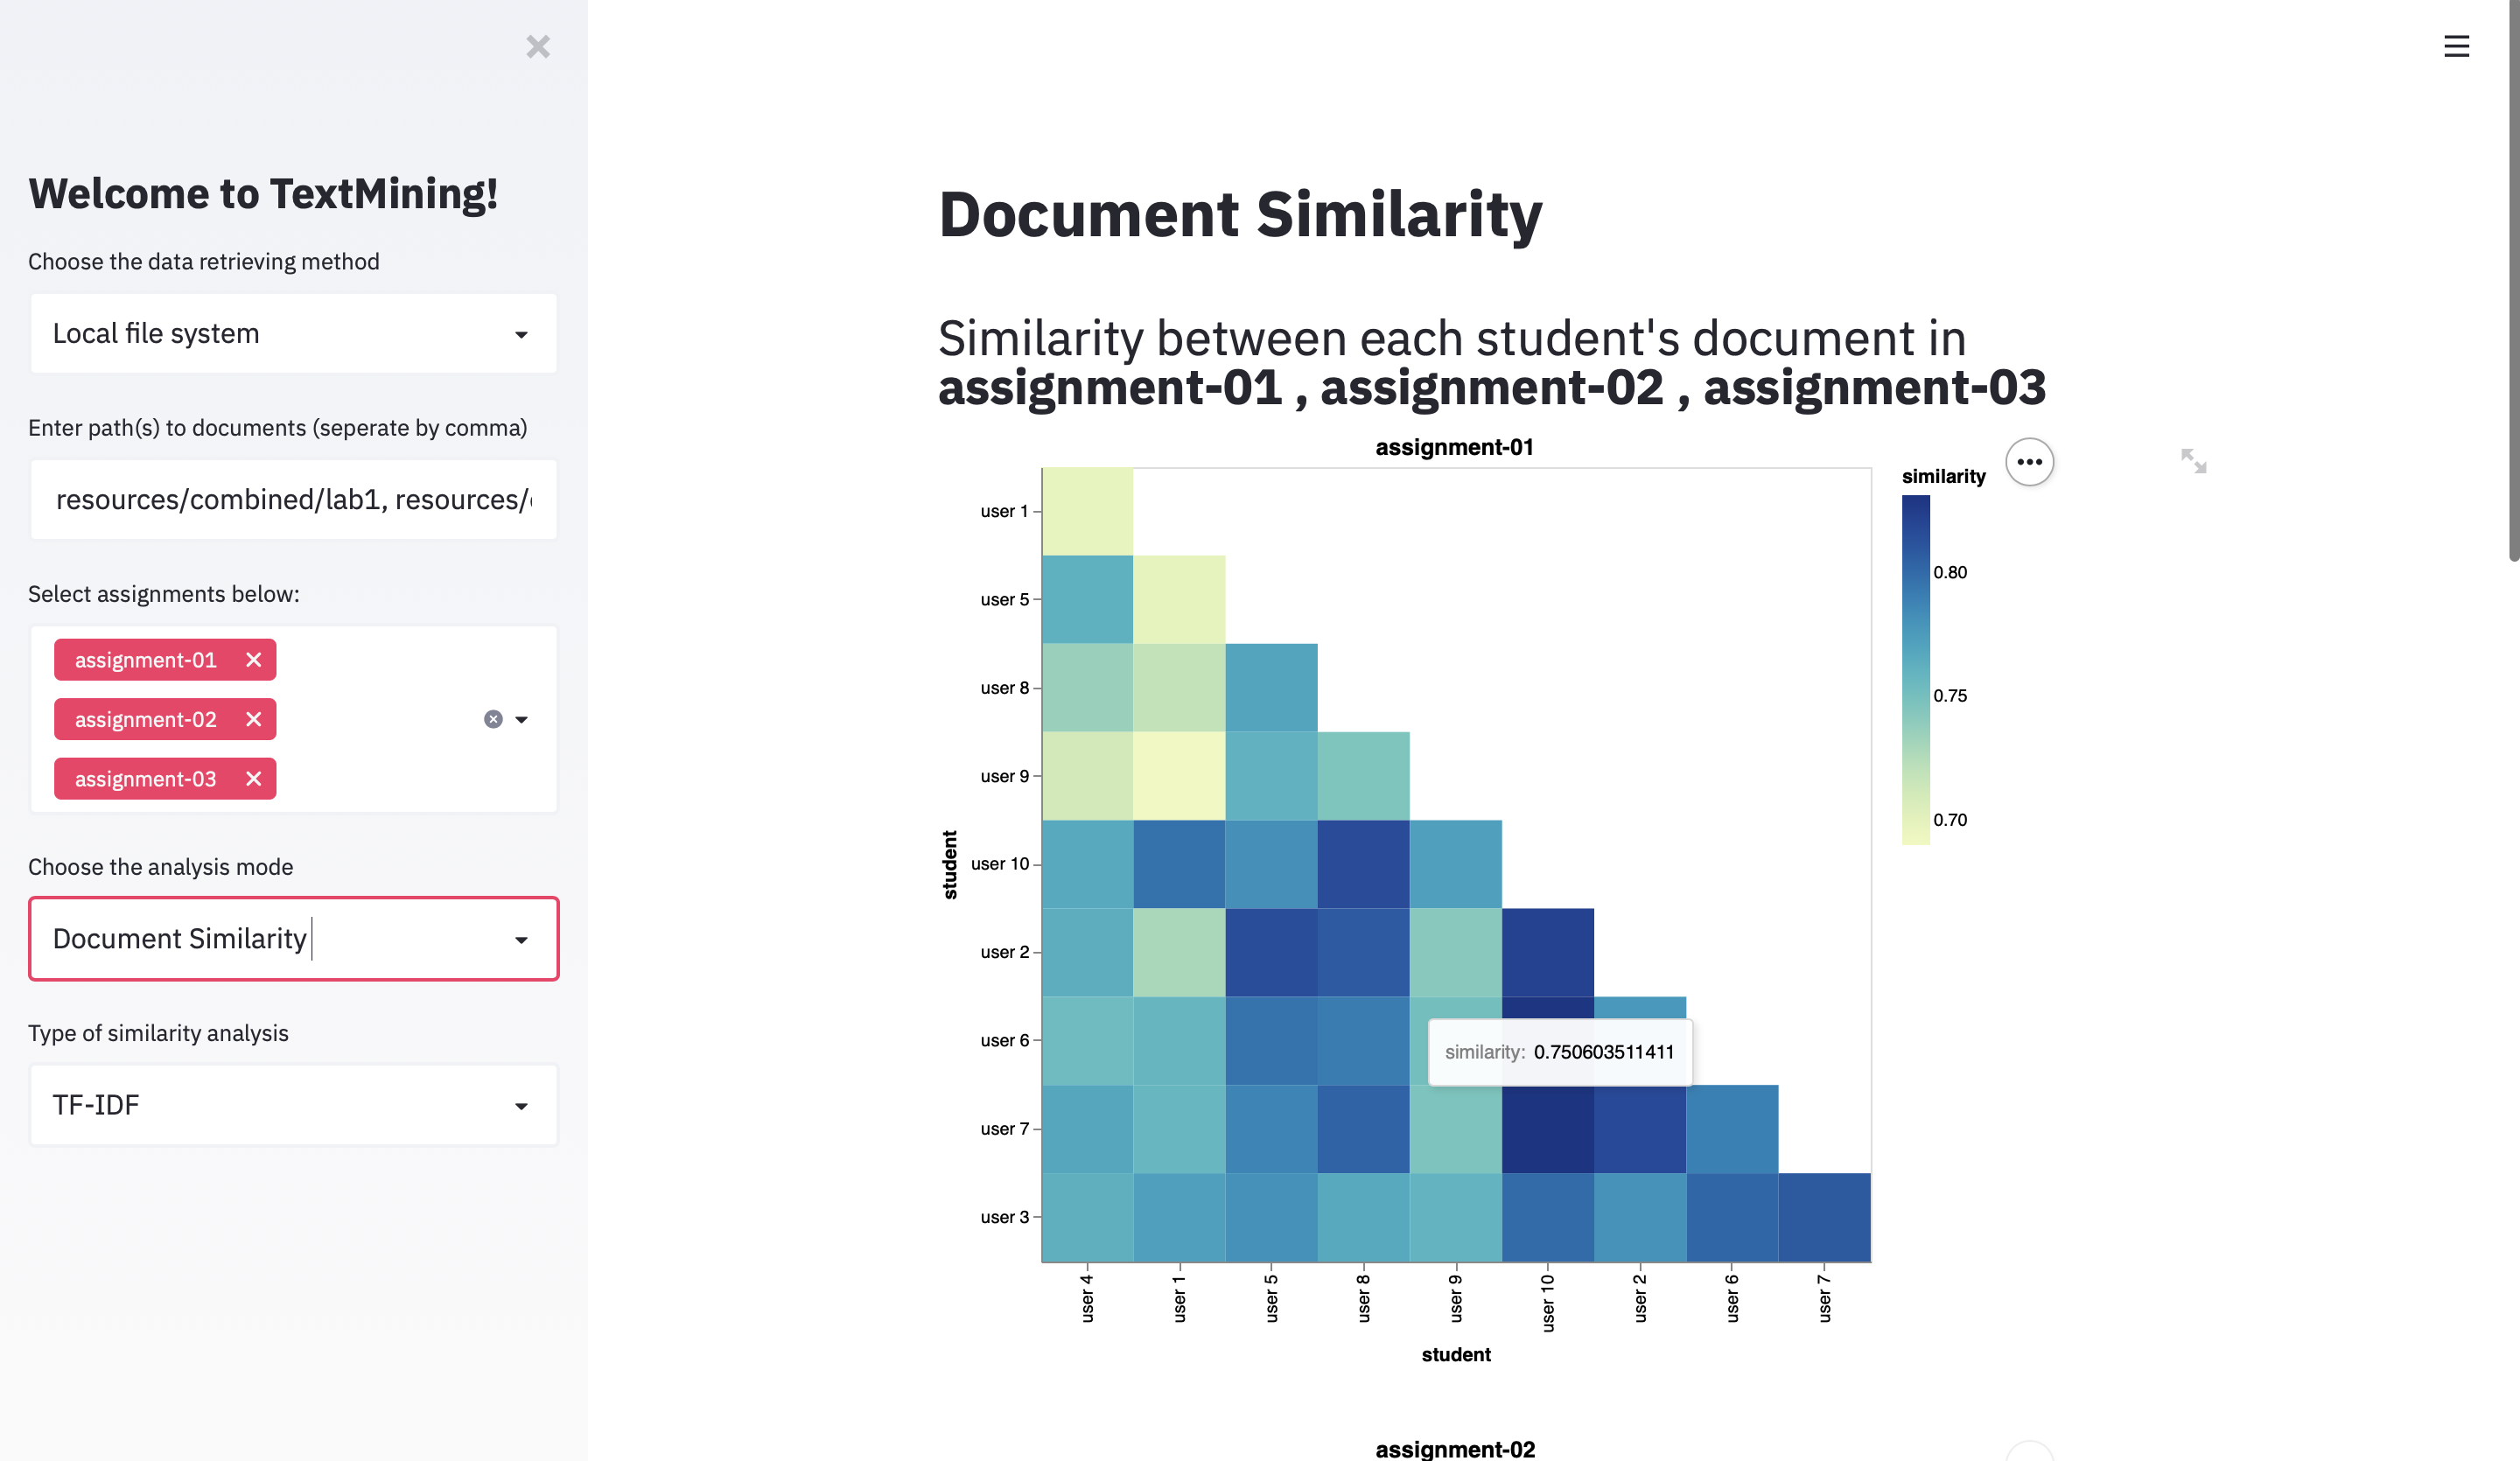 Welcome to TextMining!
Choose the data retrieving method
Local file system
Enter path(s) to documents (seperate by comma)
resources/combined/lab1, resources/
Select assignments below:
assignment-01
assignment-02
assignment-03
Choose the analysis mode
Document Similarity
Type of similarity analysis
TF-IDF
Document Similarity
Similarity between each student's document in
assignment-01 , assignment-02 , assignment-03
assignment-01
similarity
0.80
0.75
0.70
student
user 1
user 5
user 8
user 9
user 10
user 2
user 6
user 7
user 3
similarity: 0.750603511411
user 4
user 1
user 5
user 8
user 9
user 10
user 2
user 6
user 7
student
assignment-02